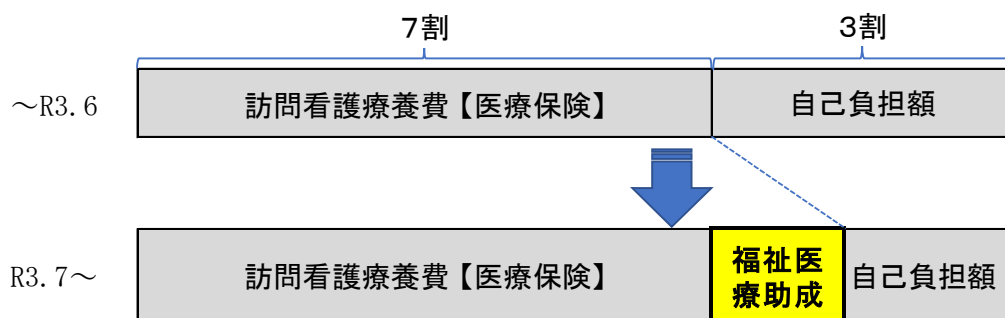 7割
3割
～R3.6
訪問看護療養費【医療保険】
自己負担額
R3.7～
訪問看護療養費【医療保険】
福祉医
療助成
自己負担額